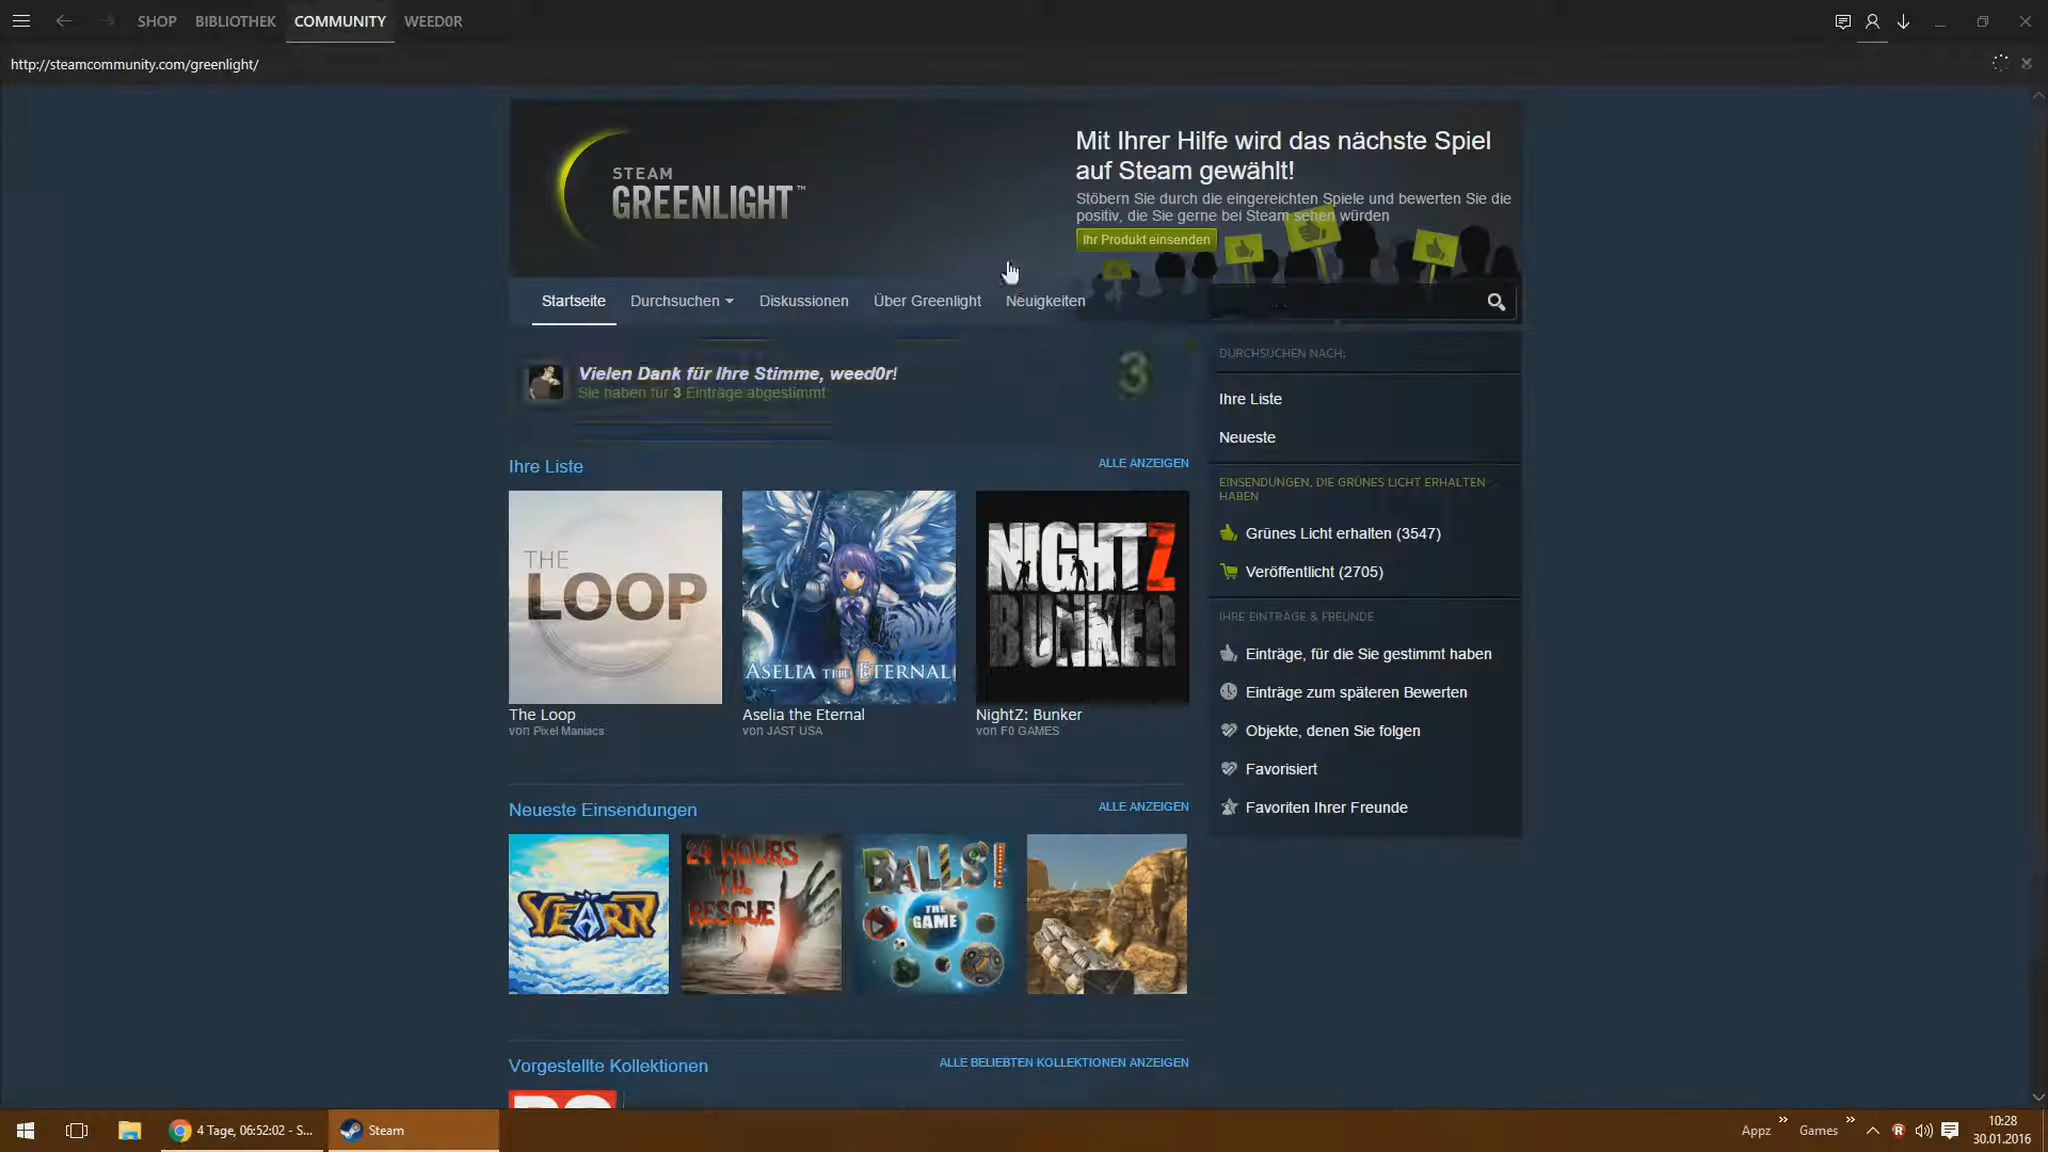 SHOP BIBLIOTHEK COMMUNITY WEED0R
http://steamcommunity.com/greenlight/
STEAM
GREENLIGHT™
Mit Ihrer Hilfe wird das nächste Spiel
auf Steam gewählt!
Stöbern Sie durch die eingereichten Spiele und bewerten Sie die
positiv, die Sie gerne bei Steam sehen würden
Ihr Produkt einsenden
Startseite Durchsuchen Diskussionen Über Greenlight Neuigkeiten
Vielen Dank für Ihre Stimme, weed0r!
Sie haben für 3 Einträge abgestimmt
3
Ihre Liste
ALLE ANZEIGEN
THE
LOOP
ASELIA THE ETERNAL
NIGHTZ
BUNKER
The Loop
von Pixel Maniacs
Aselia the Eternal
von JAST USA
NightZ: Bunker
von F0 GAMES
Neueste Einsendungen
ALLE ANZEIGEN
YEARN
24 HOURS
TIL
RESCUE
BALLS!
THE
GAME
Vorgestellte Kollektionen
ALLE BELIEBTEN KOLLEKTIONEN ANZEIGEN
DURCHSUCHEN NACH:
Ihre Liste
Neueste
EINSENDUNGEN, DIE GRÜNES LICHT ERHALTEN
HABEN
Grünes Licht erhalten (3547)
Veröffentlicht (2705)
IHRE EINTRÄGE & FREUNDE
Einträge, für die Sie gestimmt haben
Einträge zum späteren Bewerten
Objekte, denen Sie folgen
Favorisiert
Favoriten Ihrer Freunde
4 Tage, 06:52:02 - S...
Steam
Appz
Games
10:28
30.01.2016